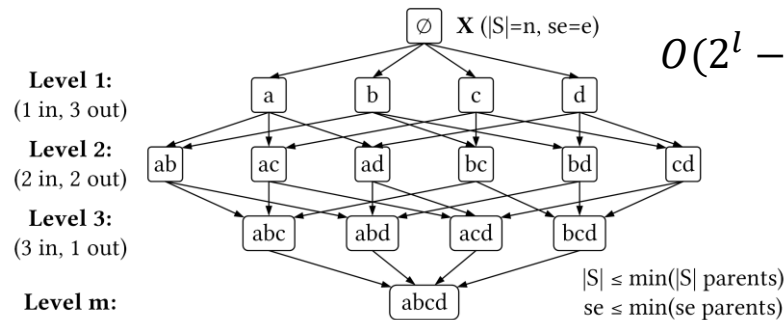 ∅ X (|S|=n, se=e)
O(2^l −
Level 1:
(1 in, 3 out)
a b c d
Level 2:
(2 in, 2 out)
ab ac ad bc bd cd
Level 3:
(3 in, 1 out)
abc abd acd bcd
Level m:
abcd
|S| ≤ min(|S| parents)
se ≤ min(se parents)